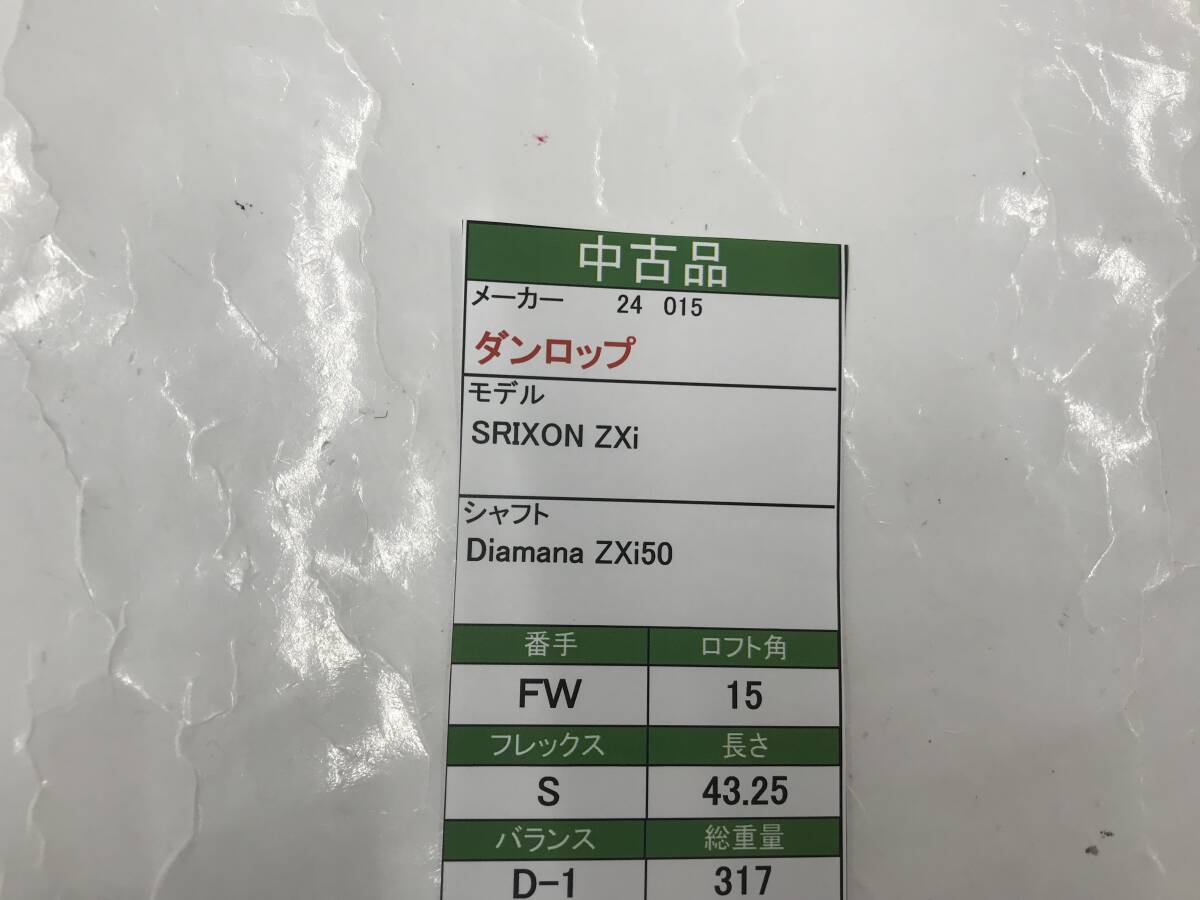 中古品
メーカー 24 015
ダンロップ
モデル
SRIXON ZXi
シャフト
Diamana ZXi50
番手 ロフト角
FW 15
フレックス 長さ
S 43.25
バランス 総重量
D-1 317